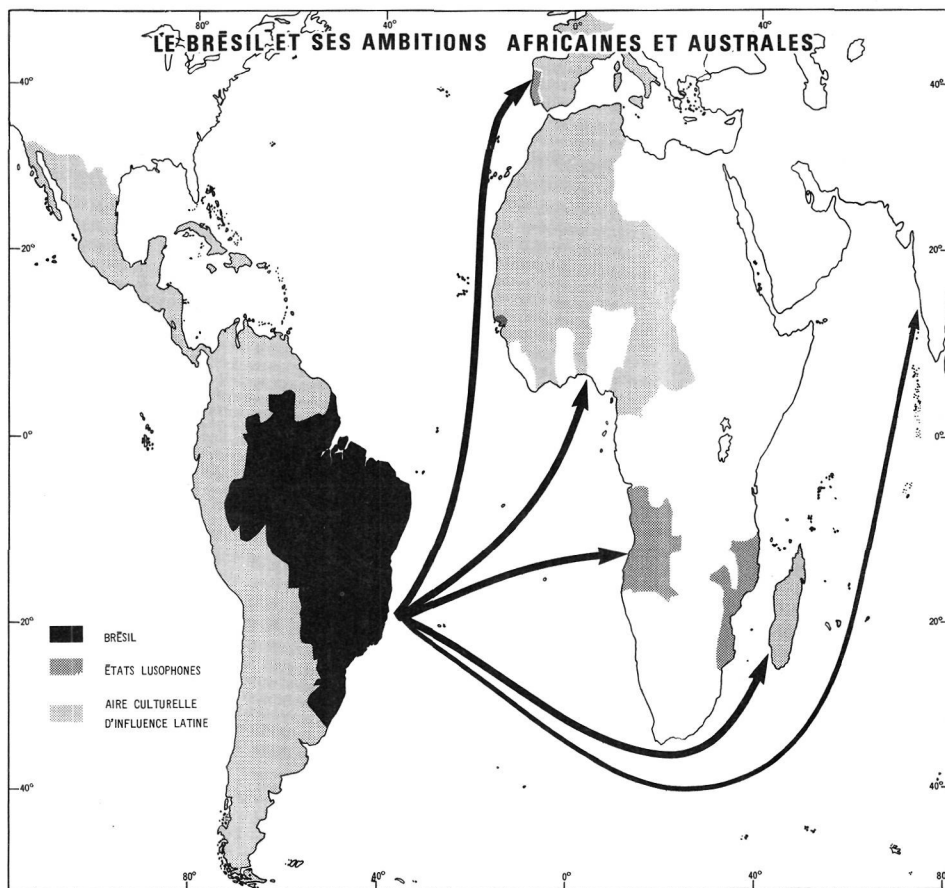 LE BRÉSIL ET SES AMBITIONS AFRICAINES ET AUSTRALES
80° 40° 0° 40°
40° 40°
20° 20°
0° 0°
20° 20°
40° 40°
80° 40° 0° 40° 80°
BRÉSIL
ÉTATS LUSOPHONES
AIRE CULTURELLE
D'INFLUENCE LATINE